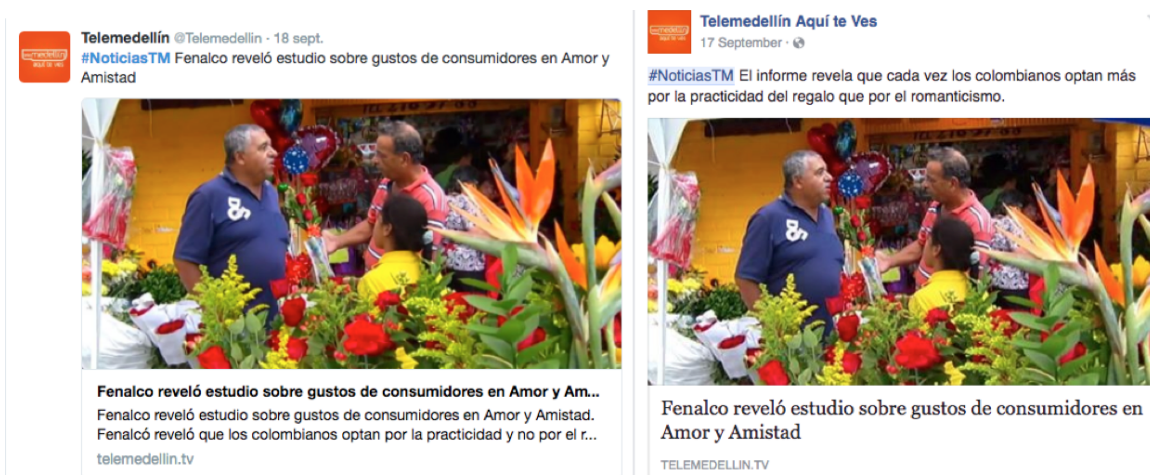 Telemedellín @Telemedellin · 18 sept.
#NoticiasTM Fenalco reveló estudio sobre gustos de consumidores en Amor y
Amistad
Fenalco reveló estudio sobre gustos de consumidores en Amor y Am...
Fenalco reveló estudio sobre gustos de consumidores en Amor y Amistad.
Fenalcó reveló que los colombianos optan por la practicidad y no por el r...
telemedellin.tv
Telemedellín Aquí te Ves
17 September ·
#NoticiasTM El informe revela que cada vez los colombianos optan más
por la practicidad del regalo que por el romanticismo.
Fenalco reveló estudio sobre gustos de consumidores en
Amor y Amistad
TELEMEDELLIN.TV